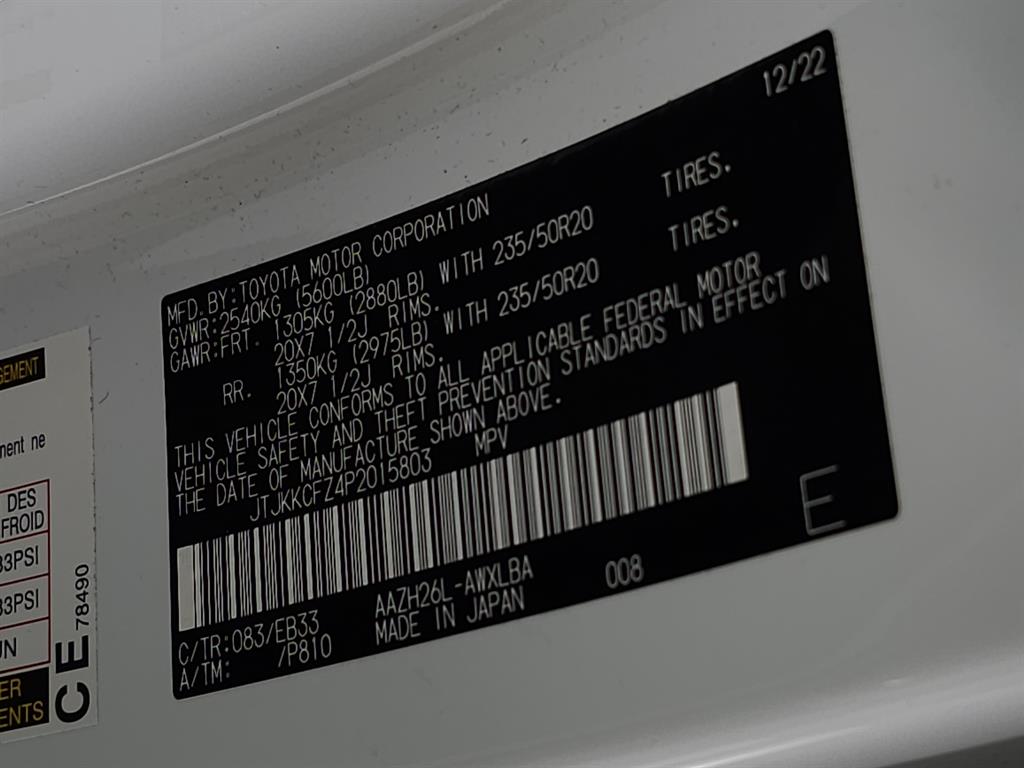 12/22
MFD.BY:TOYOTA MOTOR CORPORATION
GVWR:2540KG (5600LB)
GAWR:FRT. 1305KG (2880LB) WITH 235/50R20 TIRES.
20X7 1/2J RIMS.
RR. 1350KG (2975LB) WITH 235/50R20 TIRES.
20X7 1/2J RIMS.
THIS VEHICLE CONFORMS TO ALL APPLICABLE FEDERAL MOTOR
VEHICLE SAFETY AND THEFT PREVENTION STANDARDS IN EFFECT ON
THE DATE OF MANUFACTURE SHOWN ABOVE.
JTJKKCFZ4P2015803 MPV
E
C/TR:083/EB33 AAZH26L-AWXLBA 008
A/TM: /P810 MADE IN JAPAN
GEMENT
ment ne
DES
FROID
33PSI
33PSI
UN
ER
ENTS
CE 78490